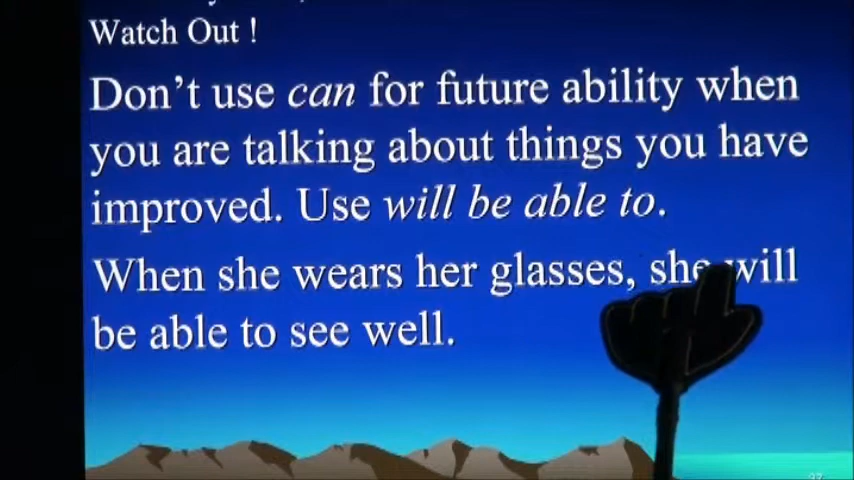 Watch Out !
Don't use can for future ability when
you are talking about things you have
improved. Use will be able to.
When she wears her glasses, she will
be able to see well.